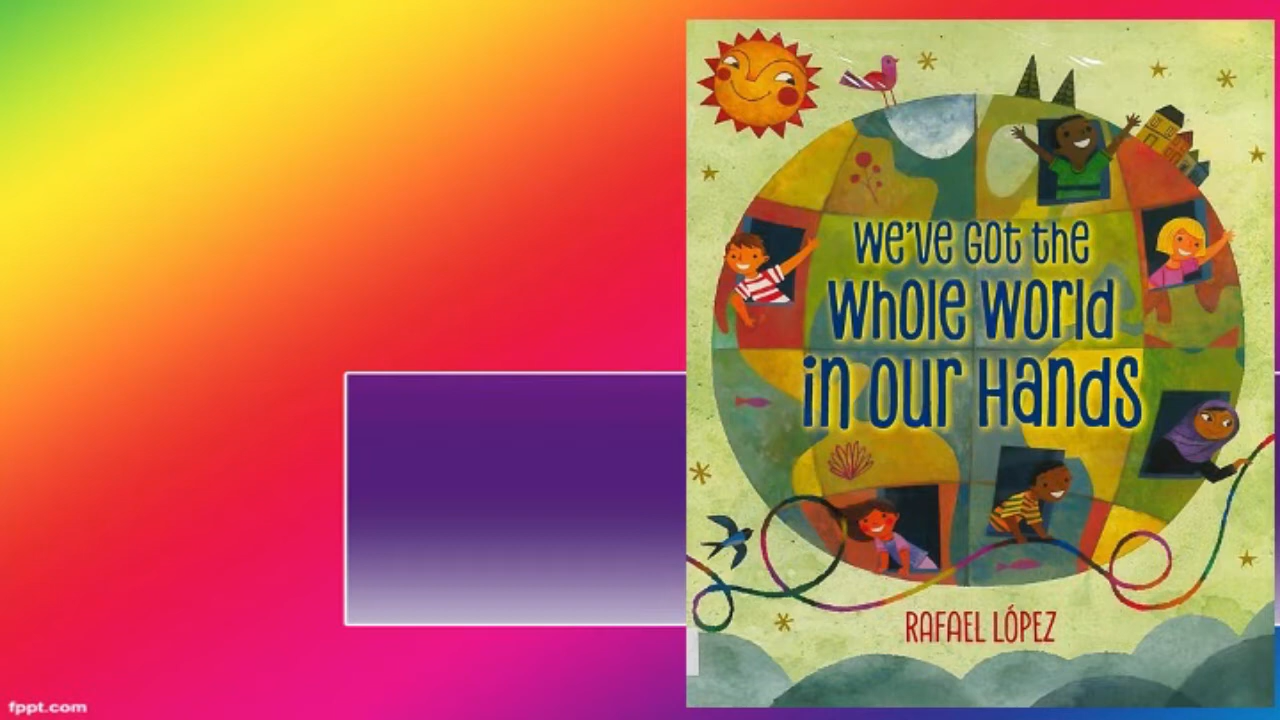 We've Got the
Whole World
in our Hands
RAFAEL LÓPEZ
fppt.com